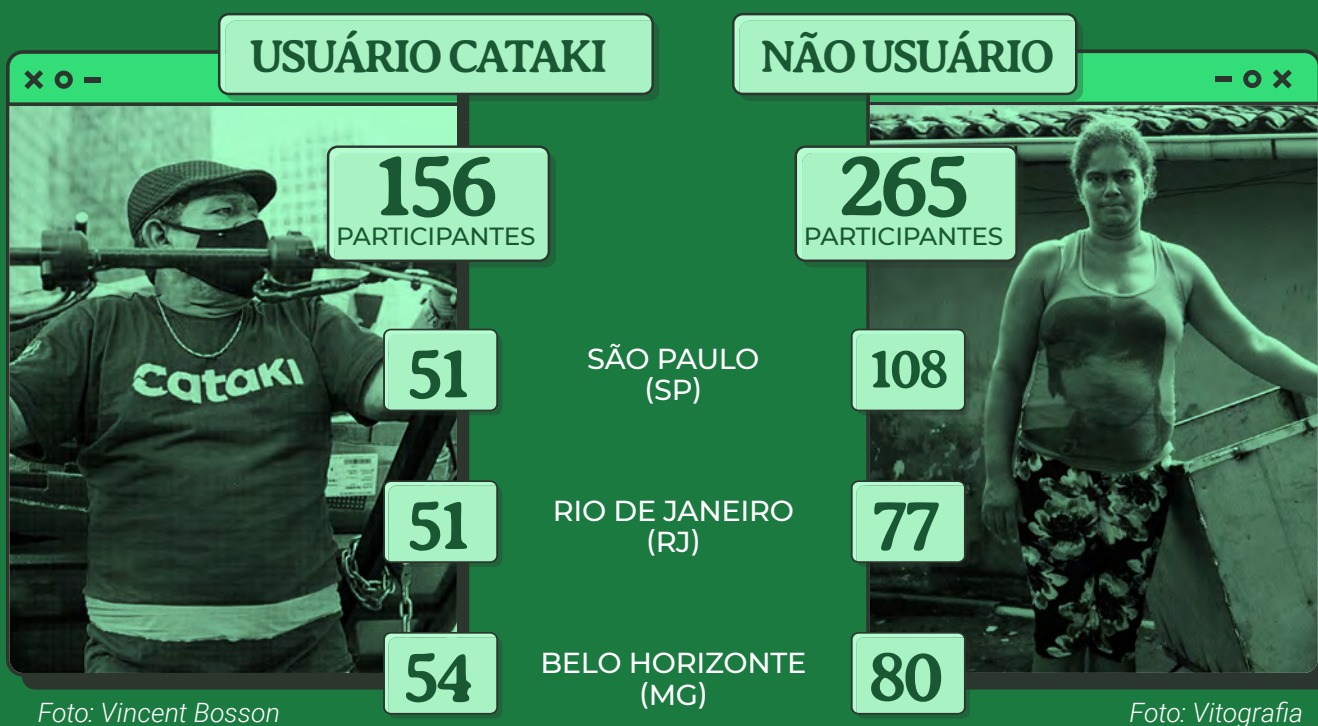 USUÁRIO CATAKI
NÃO USUÁRIO
156
PARTICIPANTES
265
PARTICIPANTES
Cataki
51
SÃO PAULO
(SP)
108
51
RIO DE JANEIRO
(RJ)
77
54
BELO HORIZONTE
(MG)
80
Foto: Vincent Bosson
Foto: Vitografia